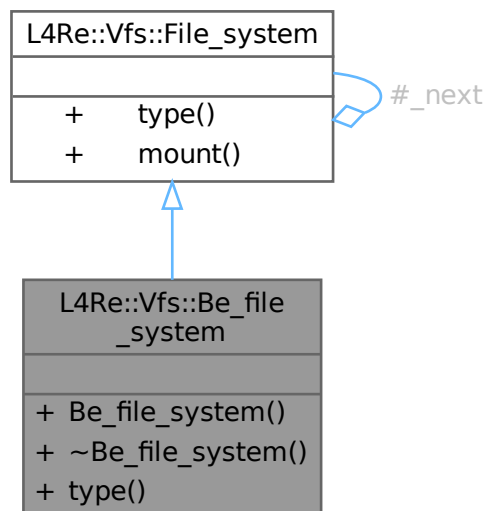 L4Re::Vfs::File_system
#_next
+ type()
+ mount()
L4Re::Vfs::Be_file
_system
+ Be_file_system()
+ ~Be_file_system()
+ type()